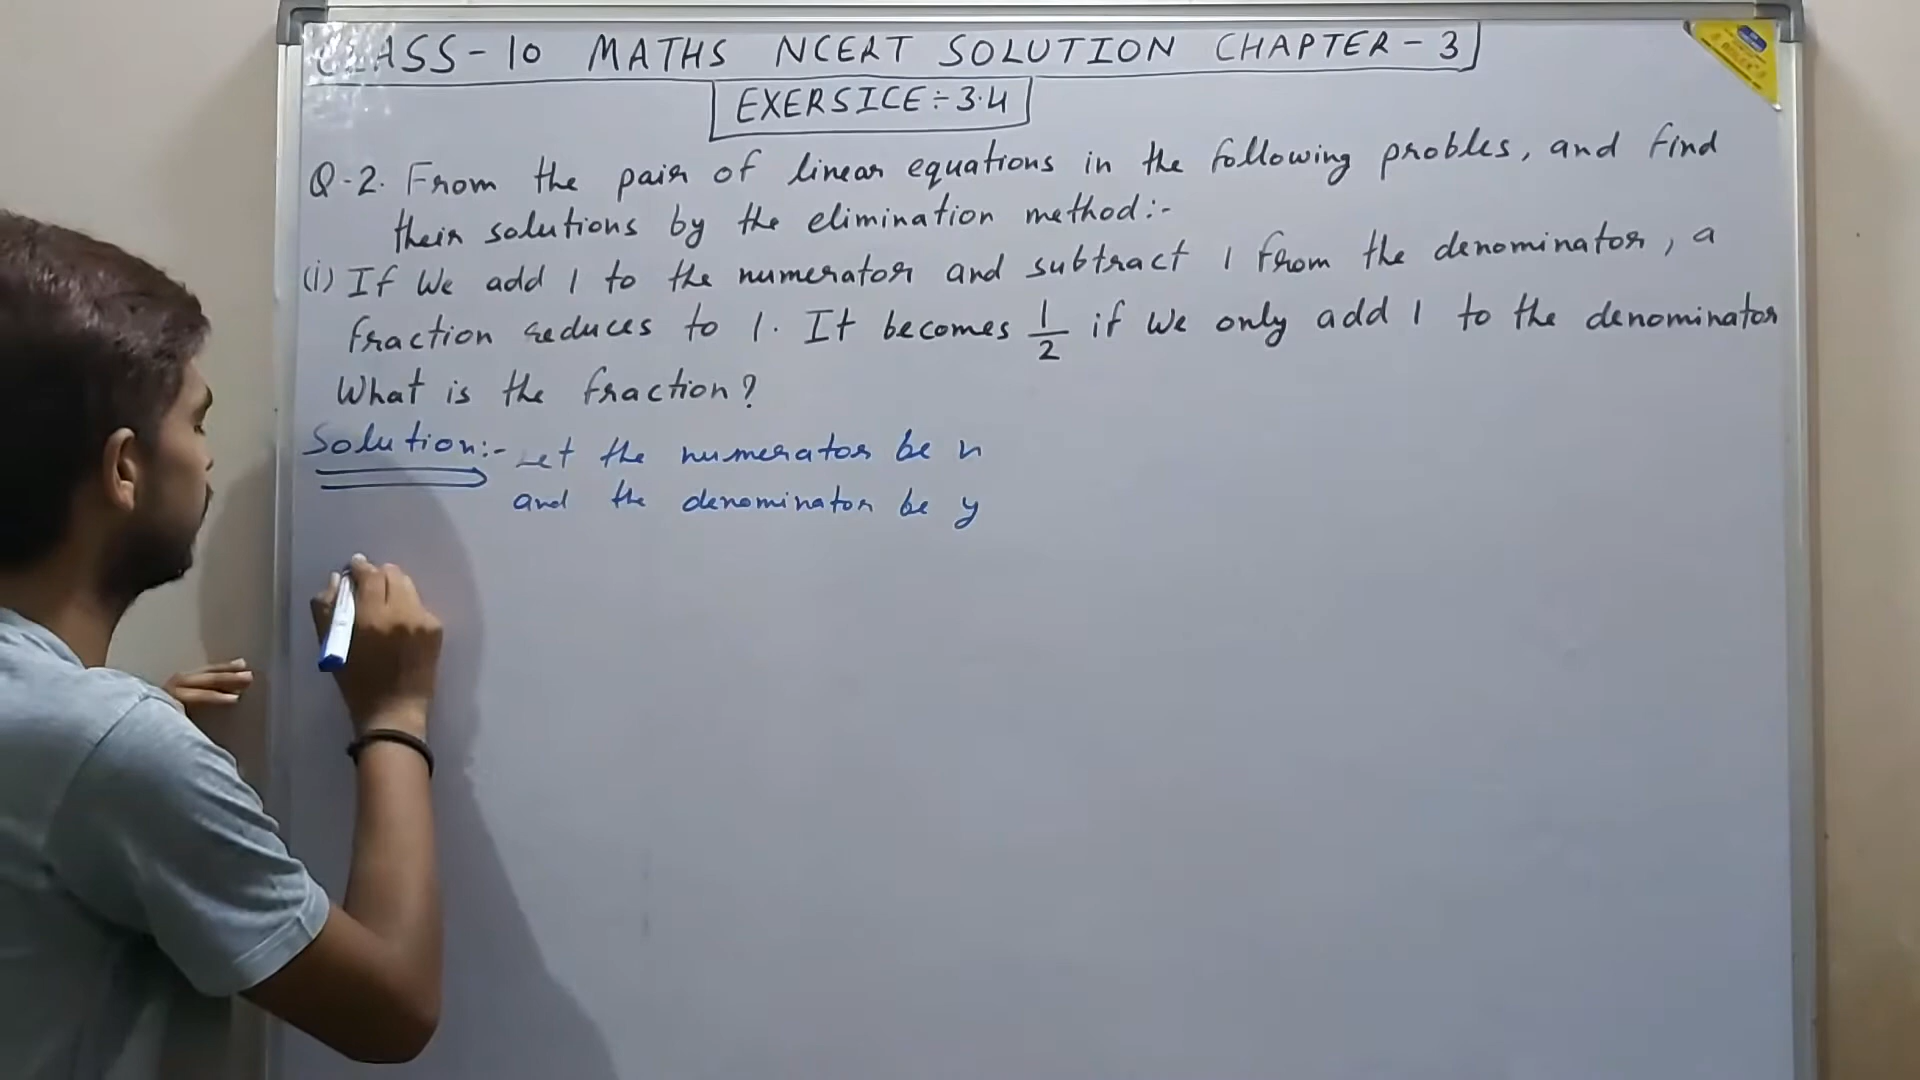 CLASS-10 MATHS NCERT SOLUTION CHAPTER-3
EXERSICE÷3.4
Q-2. From the pair of linear equations in the following probles, and find
their solutions by the elimination method:-
(i) If We add 1 to the numerator and subtract 1 from the denominator, a
fraction reduces to 1. It becomes 1/2 if we only add 1 to the denominator
What is the fraction?
Solution:- Let the numerator be x
and the denominator be y